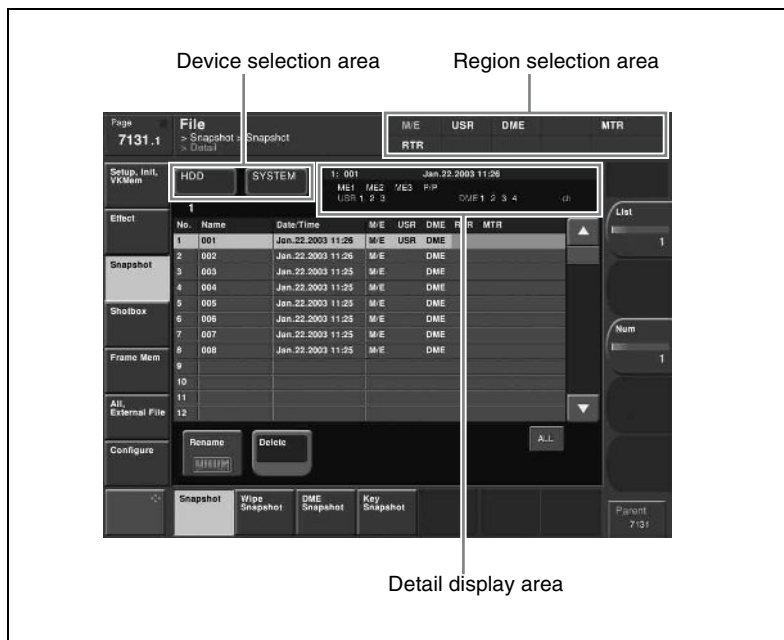 Device selection area
Region selection area
Page
7131.1
File
> Snapshot > Snapshot
> Detail
M/E USR DME MTR
RTR
Setup, Init,
VKMem
Effect
Snapshot
Shotbox
Frame Mem
All,
External File
Configure
HDD SYSTEM
1: 001 Jan.22.2003 11:26
ME1 ME2 ME3 P/P
USR 1 2 3 DME 1 2 3 4 ch
1
No. Name Date/Time M/E USR DME RTR MTR
1 001 Jan.22.2003 11:26 M/E USR DME
2 002 Jan.22.2003 11:26 M/E DME
3 003 Jan.22.2003 11:25 M/E DME
4 004 Jan.22.2003 11:25 M/E DME
5 005 Jan.22.2003 11:25 M/E DME
6 006 Jan.22.2003 11:25 M/E DME
7 007 Jan.22.2003 11:25 M/E DME
8 008 Jan.22.2003 11:25 M/E DME
9
10
11
12
List
1
Num
1
Rename
Delete
ALL
Snapshot
Wipe
Snapshot
DME
Snapshot
Key
Snapshot
Parent
7131
Detail display area